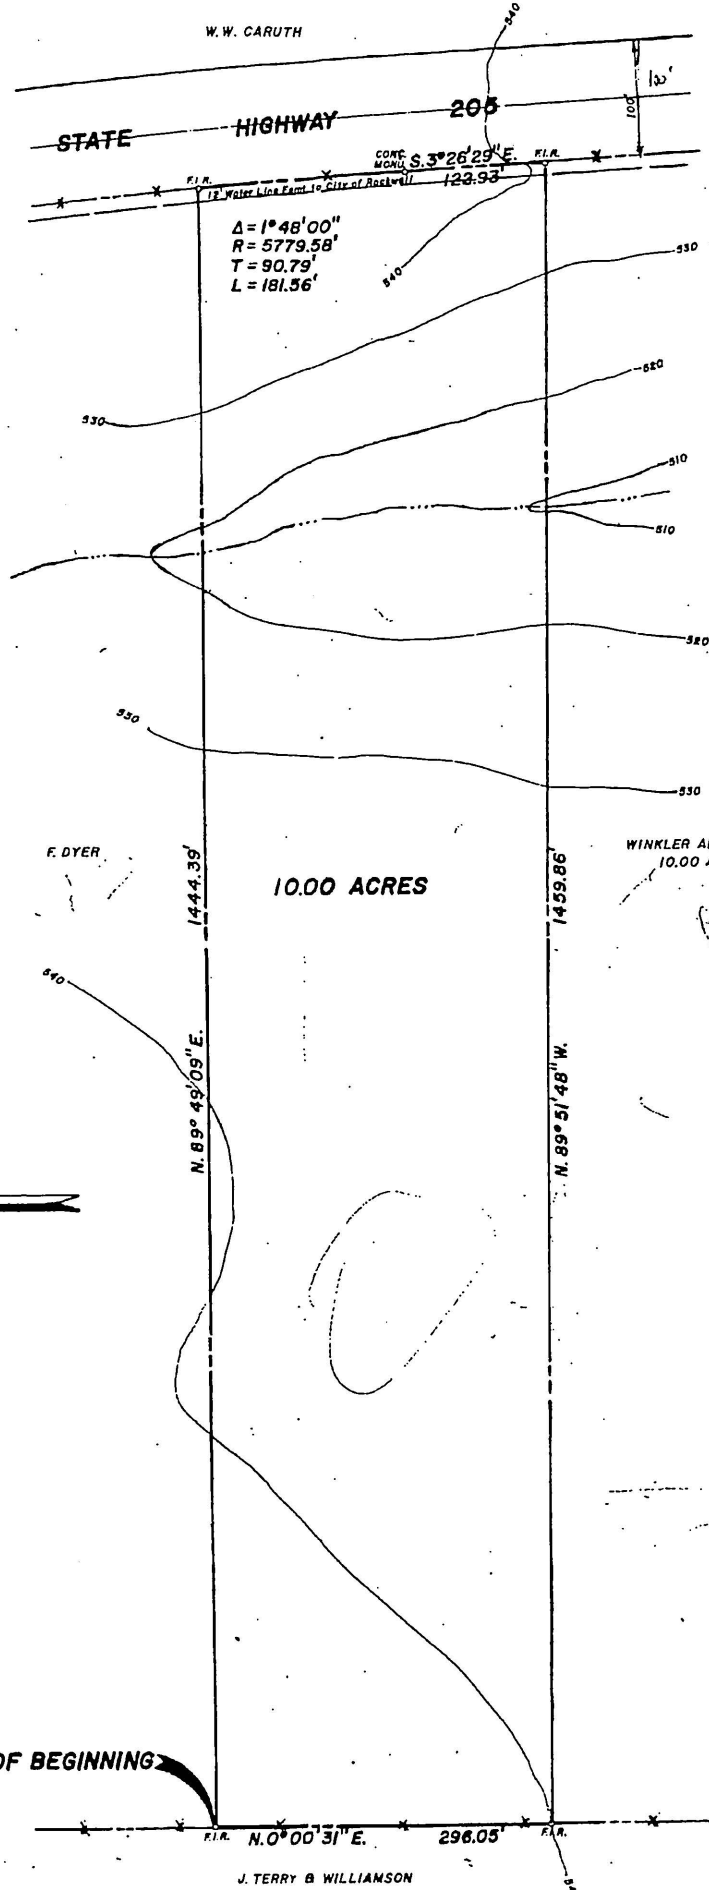 540
W.W. CARUTH
100'
100'
STATE HIGHWAY 205
CONC. MONU.
S. 3° 26' 29" E.
F.I.R.
123.93'
F.I.R.
12' Water Line Esmt to City of Rockwall
Δ = 1° 48' 00"
R = 5779.58'
T = 90.79'
L = 181.56'
540
530
520
530
510
510
520
530
530
F. DYER
WINKLER
10.00
1444.39'
10.00 ACRES
1459.86'
540
N. 89° 49' 09" E.
N. 89° 51' 48" W.
OF BEGINNING
F.I.R.
N. 0° 00' 31" E.
296.05'
F.I.R.
J. TERRY & WILLIAMSON